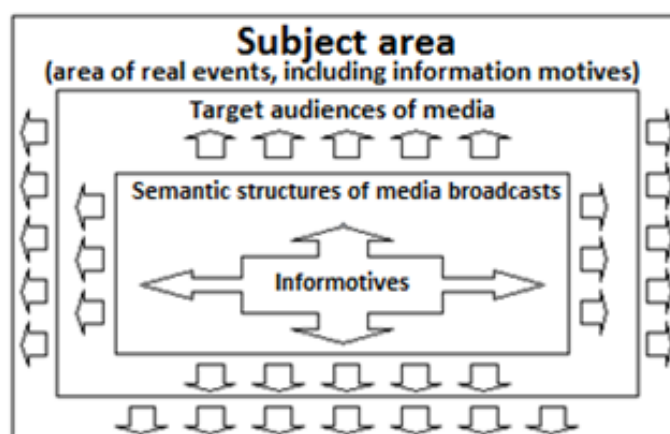 Subject area
(area of real events, including information motives)
Target audiences of media
Semantic structures of media broadcasts
Informotives